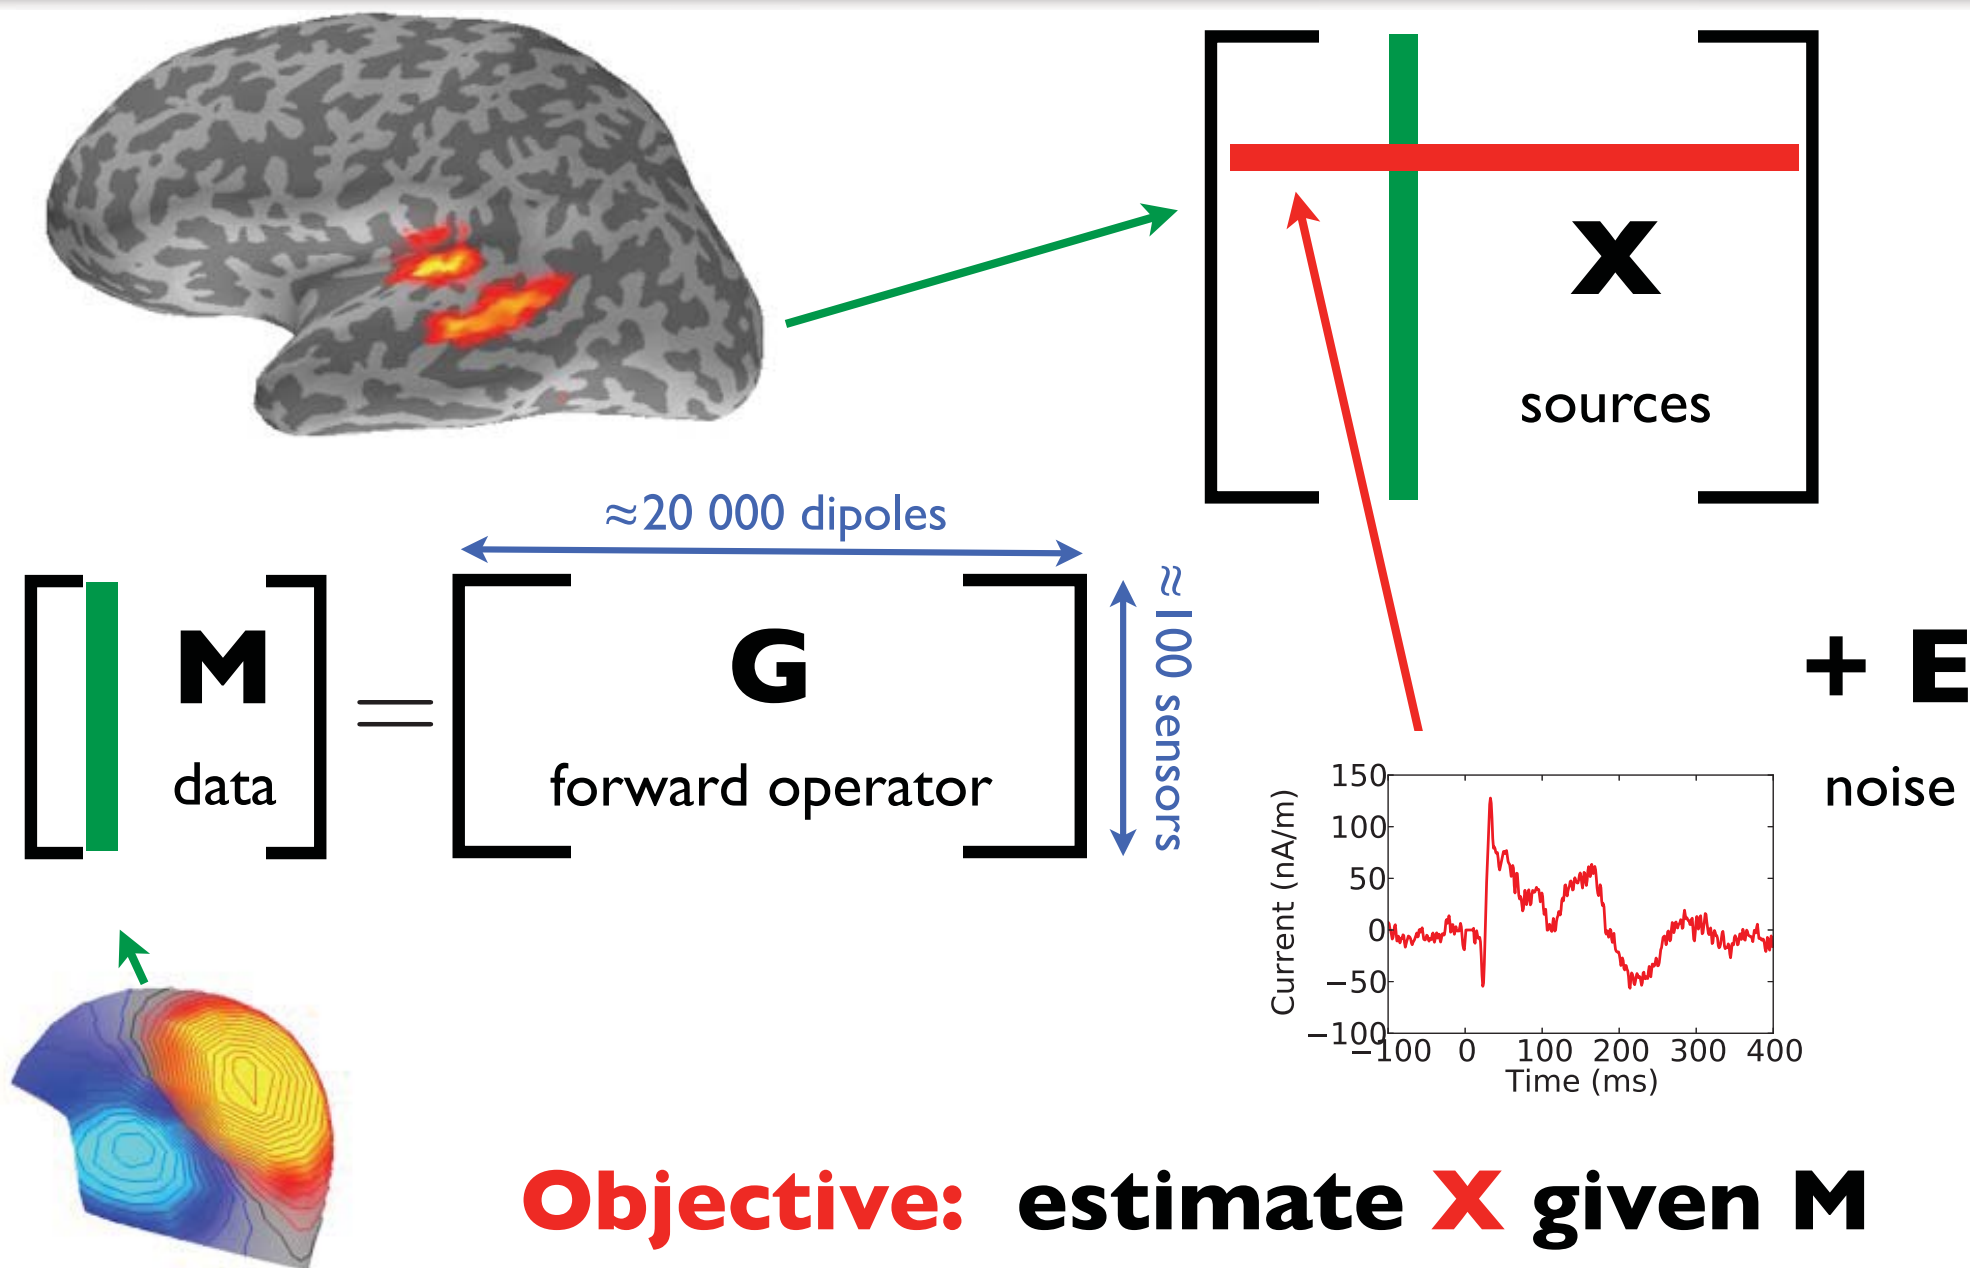 X
sources
≈20 000 dipoles
≈100 sensors
M
=
G
+ E
data
forward operator
noise
150
100
50
0
−50
−100
Current (nA/m)
−100 0 100 200 300 400
Time (ms)
Objective: estimate X given M